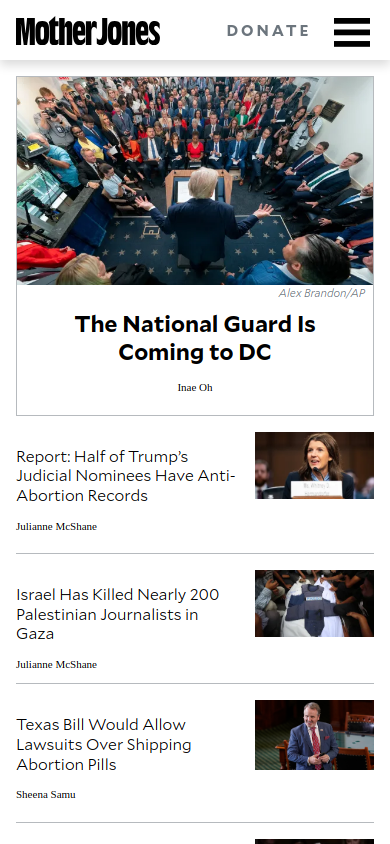 Mother Jones
DONATE
Alex Brandon/AP
The National Guard Is
Coming to DC
Inae Oh
Report: Half of Trump's
Judicial Nominees Have Anti-
Abortion Records
Julianne McShane
Israel Has Killed Nearly 200
Palestinian Journalists in
Gaza
Julianne McShane
Texas Bill Would Allow
Lawsuits Over Shipping
Abortion Pills
Sheena Samu